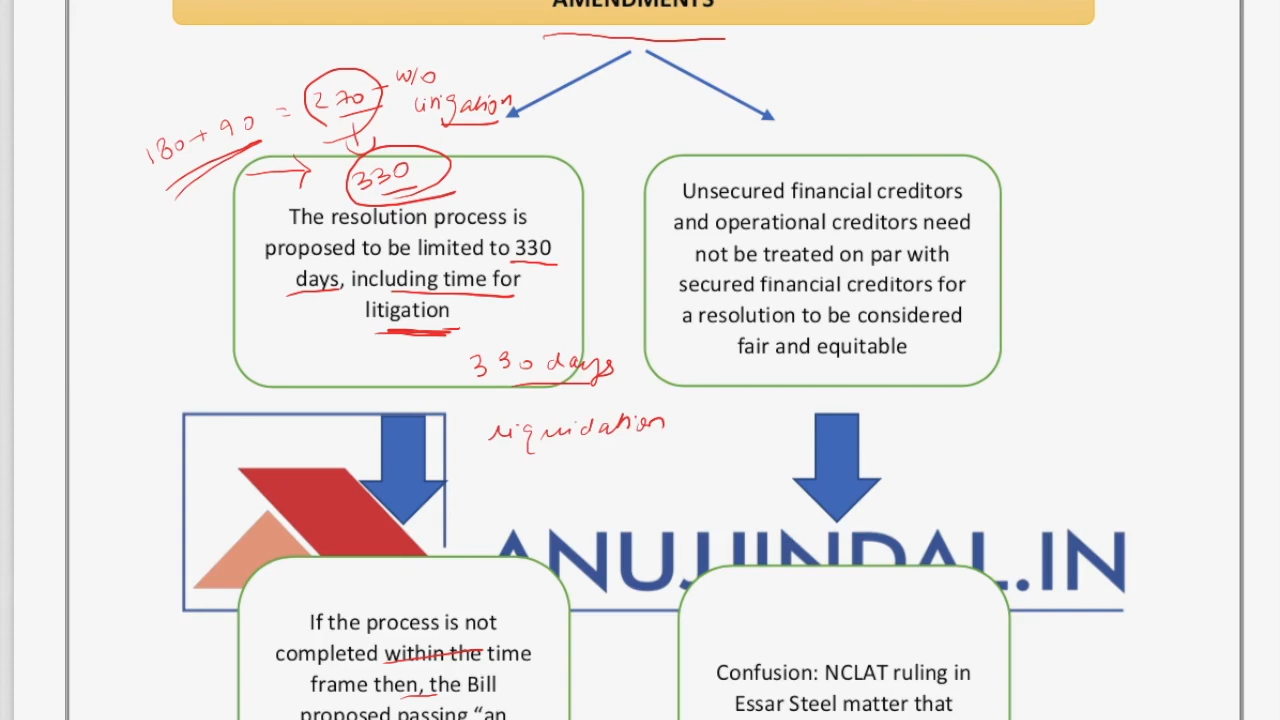 AMENDMENTS
180+90 = 270
w/o
litigation
330
The resolution process is
proposed to be limited to 330
days, including time for
litigation
330 days
liquidation
Unsecured financial creditors
and operational creditors need
not be treated on par with
secured financial creditors for
a resolution to be considered
fair and equitable
ANUJJINDAL.IN
If the process is not
completed within the time
frame then, the Bill
proposed passing “an
Confusion: NCLAT ruling in
Essar Steel matter that